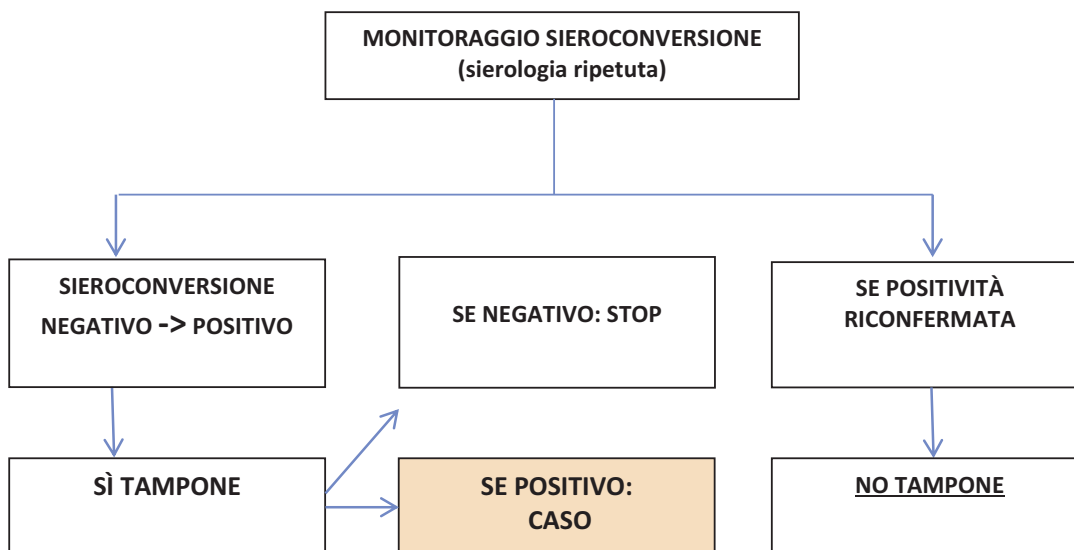 MONITORAGGIO SIEROCONVERSIONE
(sierologia ripetuta)
SIEROCONVERSIONE
NEGATIVO -> POSITIVO
SE NEGATIVO: STOP
SE POSITIVITÀ
RICONFERMATA
SÌ TAMPONE
SE POSITIVO:
CASO
NO TAMPONE